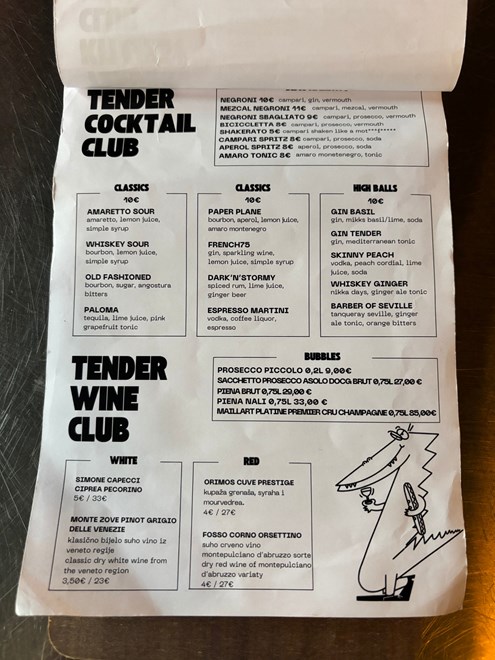 TENDER
COCKTAIL
CLUB
NEGRONI 10€ campari, gin, vermouth
MEZCAL NEGRONI 11€ campari, mezcal, vermouth
NEGRONI SBAGLIATO 9€ campari, prosecco, vermouth
BICICCLETTA 8€ campari, prosecco, vermouth
SHAKERATO 5€ campari shaken like a mot***f*****
CAMPARI SPRITZ 8€ campari, prosecco, soda
APEROL SPRITZ 8€ aperol, prosecco, soda
AMARO TONIC 8€ amaro monetenegro, tonic
CLASSICS
10€
AMARETTO SOUR
amaretto, lemon juice,
simple syrup
WHISKEY SOUR
bourbon, lemon juice,
simple syrup
OLD FASHIONED
bourbon, sugar, angostura
bitters
PALOMA
tequila, lime juice, pink
grapefruit tonic
CLASSICS
10€
PAPER PLANE
bourbon, aperol, lemon juice,
amaro montenegro
FRENCH75
gin, sparkling wine,
lemon juice, simple syrup
DARK'N'STORMY
spiced rum, lime juice,
ginger beer
ESPRESSO MARTINI
vodka, coffee liquor,
espresso
HIGH BALLS
10€
GIN BASIL
gin, mikks basil/lime, soda
GIN TENDER
gin, mediterranean tonic
SKINNY PEACH
vodka, peach cordial, lime
juice, soda
WHISKEY GINGER
nikka days, ginger ale tonic
BARBER OF SEVILLE
tanqueray seville, ginger
ale tonic, orange bitters
TENDER
WINE
CLUB
BUBBLES
PROSECCO PICCOLO 0,2L 9,00€
SACCHETTO PROSECCO ASOLO DOCG BRUT 0,75L 27,00 €
PIENA BRUT 0,75L 29,00 €
PIENA NALI 0,75L 33,00 €
MAILLART PLATINE PREMIER CRU CHAMPAGNE 0,75L 85,00€
WHITE
SIMONE CAPECCI
CIPREA PECORINO
5€ / 33€
MONTE ZOVE PINOT GRIGIO
DELLE VENEZIE
klasično bijelo suho vino iz
veneto regije
classic dry white wine from
the veneto region
3,50€ / 23€
RED
ORIMOS CUVE PRESTIGE
kupaža grenaša, syraha i
mourvedrea.
4€ / 27€
FOSSO CORNO ORSETTINO
suho crveno vino
montepulciano d'abruzzo sorte
dry red wine of montepulciano
d'abruzzo variaty
4€ / 27€